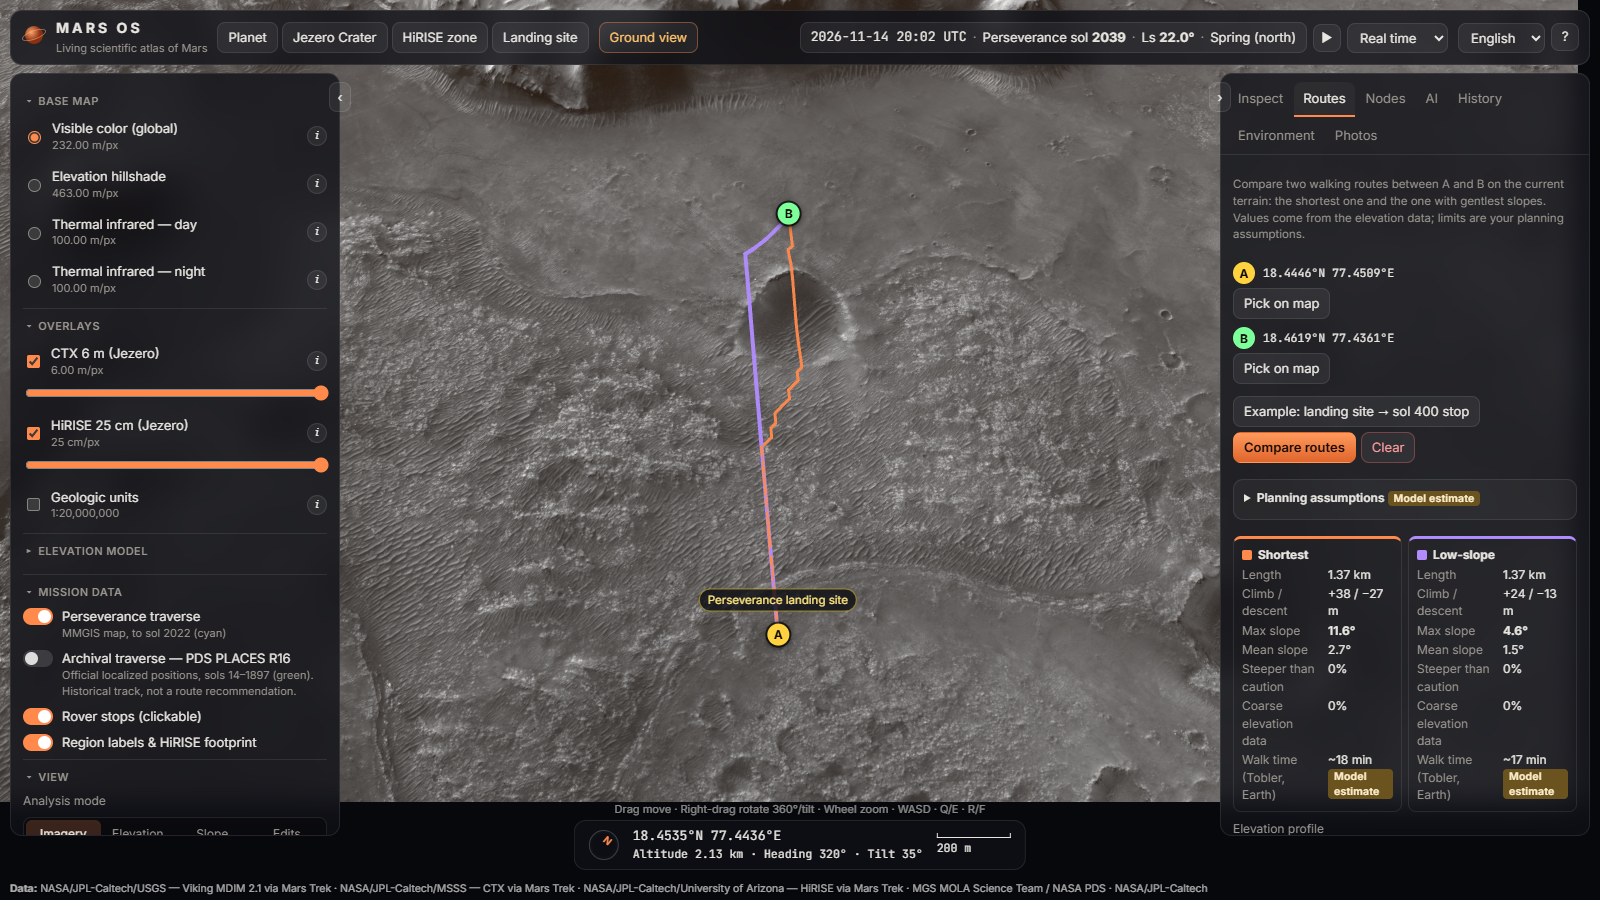 MARS OS
Living scientific atlas of Mars
Planet
Jezero Crater
HiRISE zone
Landing site
Ground view
2026-11-14 20:02 UTC · Perseverance sol 2039 · Ls 22.0° · Spring (north)
Real time
English
?
BASE MAP
Visible color (global)
232.00 m/px
Elevation hillshade
463.00 m/px
Thermal infrared — day
100.00 m/px
Thermal infrared — night
100.00 m/px
OVERLAYS
CTX 6 m (Jezero)
6.00 m/px
HiRISE 25 cm (Jezero)
25 cm/px
Geologic units
1:20,000,000
ELEVATION MODEL
MISSION DATA
Perseverance traverse
MMGIS map, to sol 2022 (cyan)
Archival traverse — PDS PLACES R16
Official localized positions, sols 14–1897 (green).
Historical track, not a route recommendation.
Rover stops (clickable)
Region labels & HiRISE footprint
VIEW
Analysis mode
Imagery
Elevation
Slope
Edits
B
Perseverance landing site
A
Drag move · Right-drag rotate 360°/tilt · Wheel zoom · WASD · Q/E · R/F
N
18.4535°N 77.4436°E
Altitude 2.13 km · Heading 320° · Tilt 35°
200 m
Inspect
Routes
Nodes
AI
History
Environment
Photos
Compare two walking routes between A and B on the current
terrain: the shortest one and the one with gentlest slopes.
Values come from the elevation data; limits are your planning
assumptions.
A 18.4446°N 77.4509°E
Pick on map
B 18.4619°N 77.4361°E
Pick on map
Example: landing site → sol 400 stop
Compare routes
Clear
Planning assumptions Model estimate
Shortest
Length 1.37 km
Climb / descent +38 / −27 m
Max slope 11.6°
Mean slope 2.7°
Steeper than caution 0%
Coarse elevation data 0%
Walk time (Tobler, Earth) ~18 min Model estimate
Low-slope
Length 1.37 km
Climb / descent +24 / −13 m
Max slope 4.6°
Mean slope 1.5°
Steeper than caution 0%
Coarse elevation data 0%
Walk time (Tobler, Earth) ~17 min Model estimate
Elevation profile
Data: NASA/JPL-Caltech/USGS — Viking MDIM 2.1 via Mars Trek · NASA/JPL-Caltech/MSSS — CTX via Mars Trek · NASA/JPL-Caltech/University of Arizona — HiRISE via Mars Trek · MGS MOLA Science Team / NASA PDS · NASA/JPL-Caltech